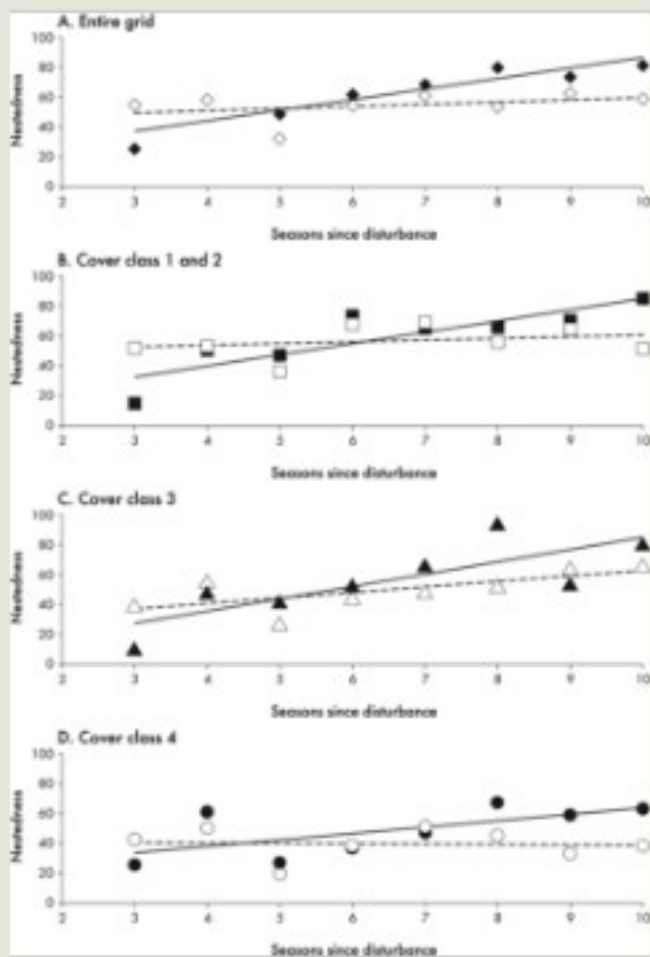 A. Entire grid
100
80
60
40
20
0
Nestedness
2 3 4 5 6 7 8 9 10
Seasons since disturbance
B. Cover class 1 and 2
100
80
60
40
20
0
Nestedness
2 3 4 5 6 7 8 9 10
Seasons since disturbance
C. Cover class 3
100
80
60
40
20
0
Nestedness
2 3 4 5 6 7 8 9 10
Seasons since disturbance
D. Cover class 4
100
80
60
40
20
0
Nestedness
2 3 4 5 6 7 8 9 10
Seasons since disturbance